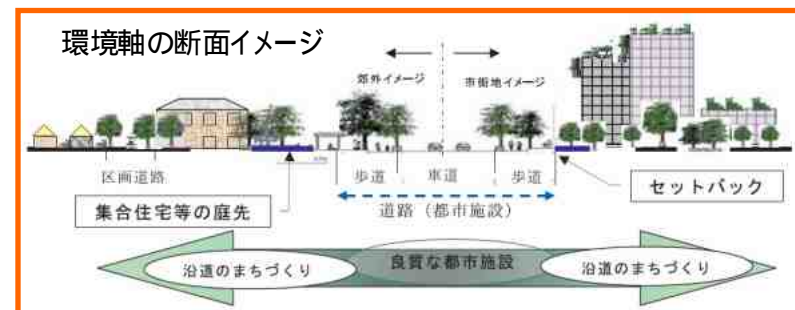 環境軸の断面イメージ
郊外イメージ
市街地イメージ
区画道路
歩道
車道
歩道
セットバック
集合住宅等の庭先
道路（都市施設）
沿道のまちづくり
良質な都市施設
沿道のまちづくり